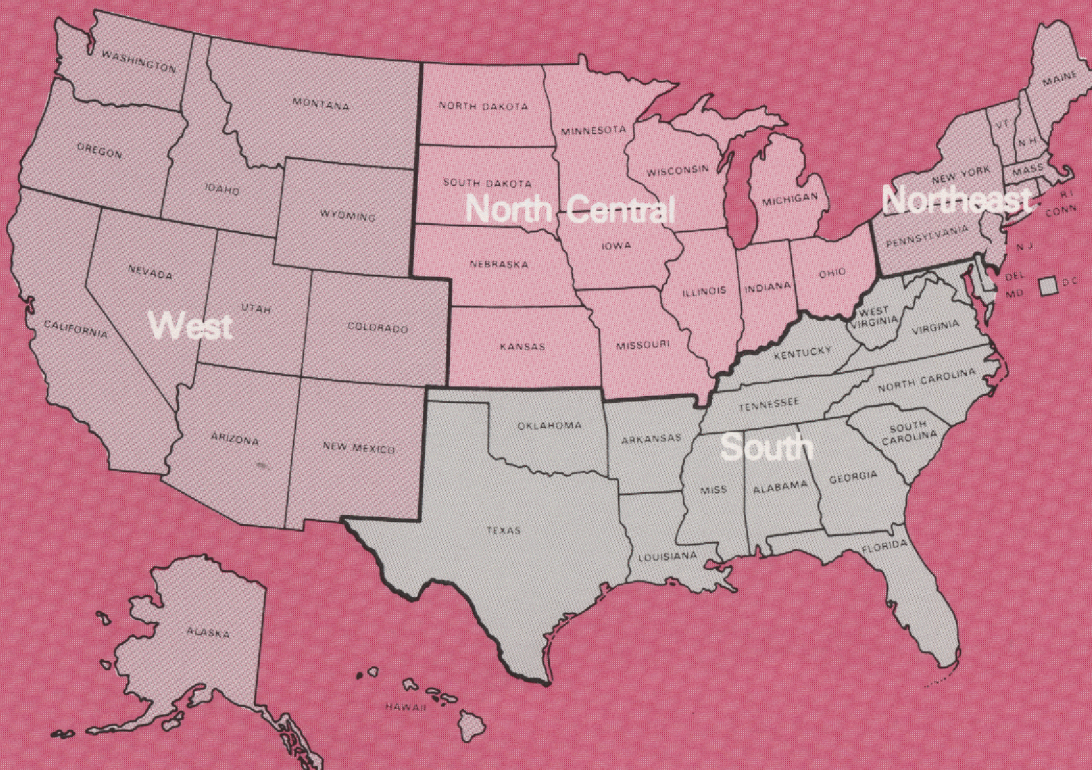 WASHINGTON
MONTANA
OREGON
IDAHO
WYOMING
NEVADA
UTAH
COLORADO
CALIFORNIA
West
ARIZONA
NEW MEXICO
ALASKA
HAWAII
NORTH DAKOTA
MINNESOTA
SOUTH DAKOTA
WISCONSIN
MICHIGAN
North Central
NEBRASKA
IOWA
ILLINOIS
INDIANA
OHIO
KANSAS
MISSOURI
MAINE
VT
N H
NEW YORK
MASS
Northeast
R I
CONN
PENNSYLVANIA
N J
DEL
MD
D C
WEST
VIRGINIA
VIRGINIA
KENTUCKY
NORTH CAROLINA
TENNESSEE
SOUTH
CAROLINA
OKLAHOMA
ARKANSAS
South
MISS
ALABAMA
GEORGIA
TEXAS
LOUISIANA
FLORIDA